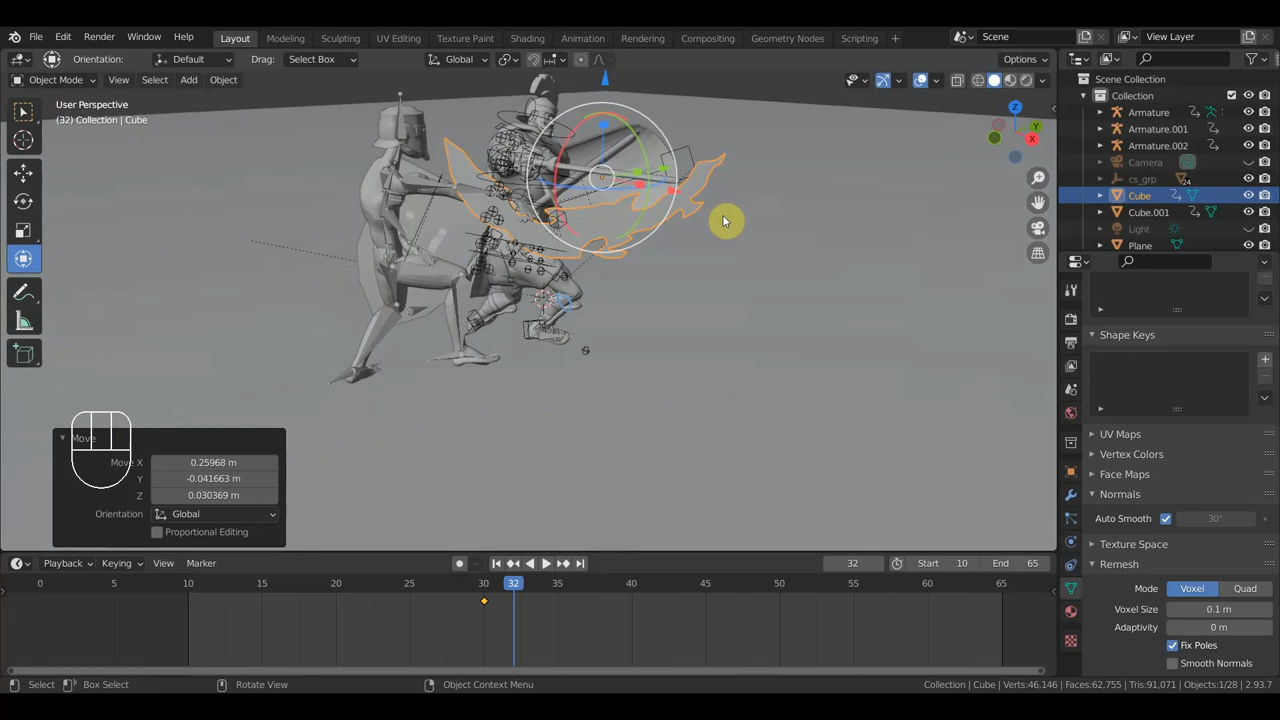 File Edit Render Window Help Layout Modeling Sculpting UV Editing Texture Paint Shading Animation Rendering Compositing Geometry Nodes Scripting + Scene View Layer
Orientation: Default Drag: Select Box Global Options
Object Mode View Select Add Object
User Perspective
(32) Collection | Cube
Z
Y
X
Scene Collection
Collection
Armature
Armature.001
Armature.002
Camera
cs_grp 24
Cube
Cube.001
Light
Plane
Shape Keys
UV Maps
Vertex Colors
Face Maps
Normals
Auto Smooth 30°
Texture Space
Remesh
Mode Voxel Quad
Voxel Size 0.1 m
Adaptivity 0 m
Fix Poles
Smooth Normals
Move
Move X 0.25968 m
Y -0.041663 m
Z 0.030369 m
Orientation Global
Proportional Editing
Playback Keying View Marker 32 Start 10 End 65
0 5 10 15 20 25 30 32 35 40 45 50 55 60 65
Select Box Select Rotate View Object Context Menu Collection | Cube | Verts:46,146 | Faces:62,755 | Tris:91,071 | Objects:1/28 | 2.93.7